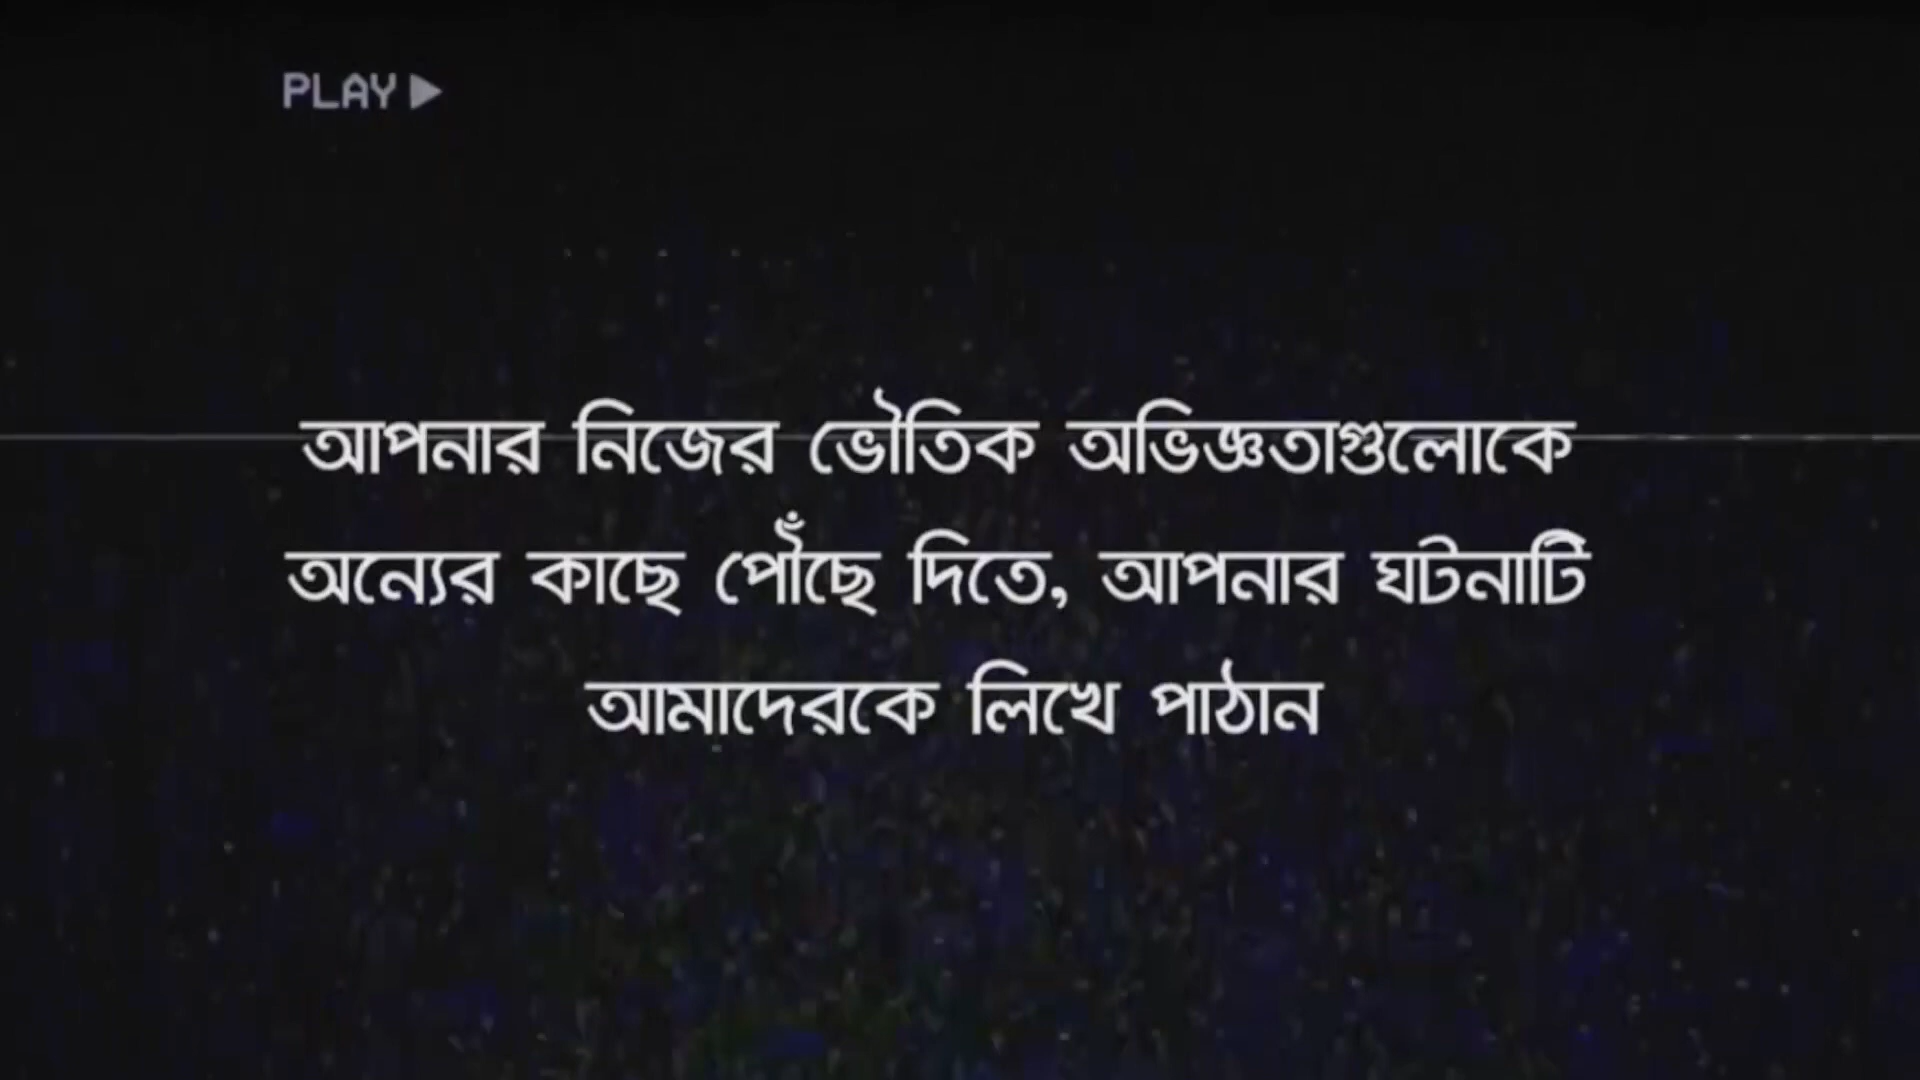 PLAY ▶
আপনার নিজের ভৌতিক অভিজ্ঞতাগুলোকে
অন্যের কাছে পৌঁছে দিতে, আপনার ঘটনাটি
আমাদেরকে লিখে পাঠান